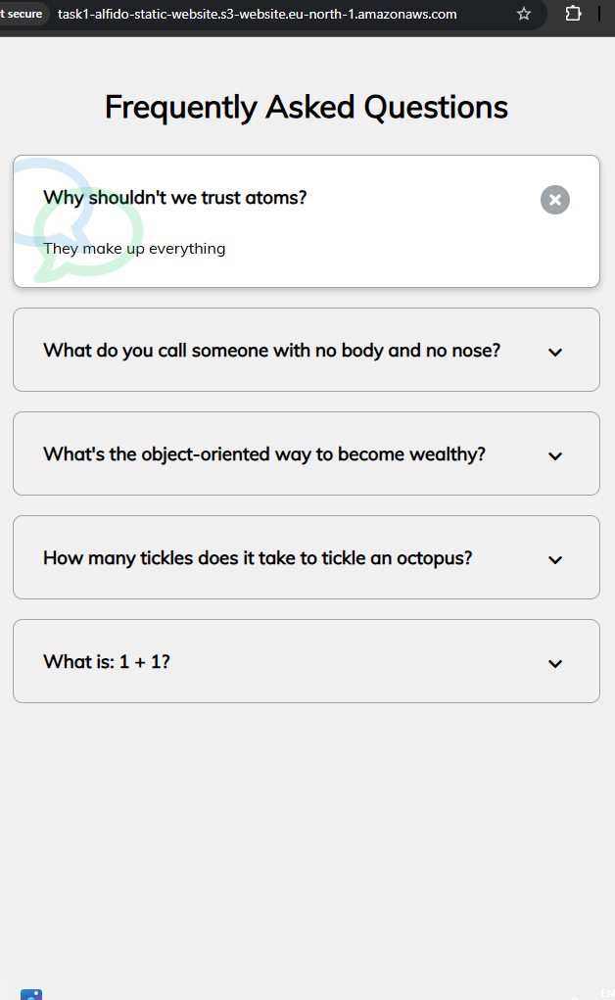 t secure
task1-alfido-static-website.s3-website.eu-north-1.amazonaws.com
Frequently Asked Questions
Why shouldn't we trust atoms?
They make up everything
What do you call someone with no body and no nose?
What's the object-oriented way to become wealthy?
How many tickles does it take to tickle an octopus?
What is: 1 + 1?
EN